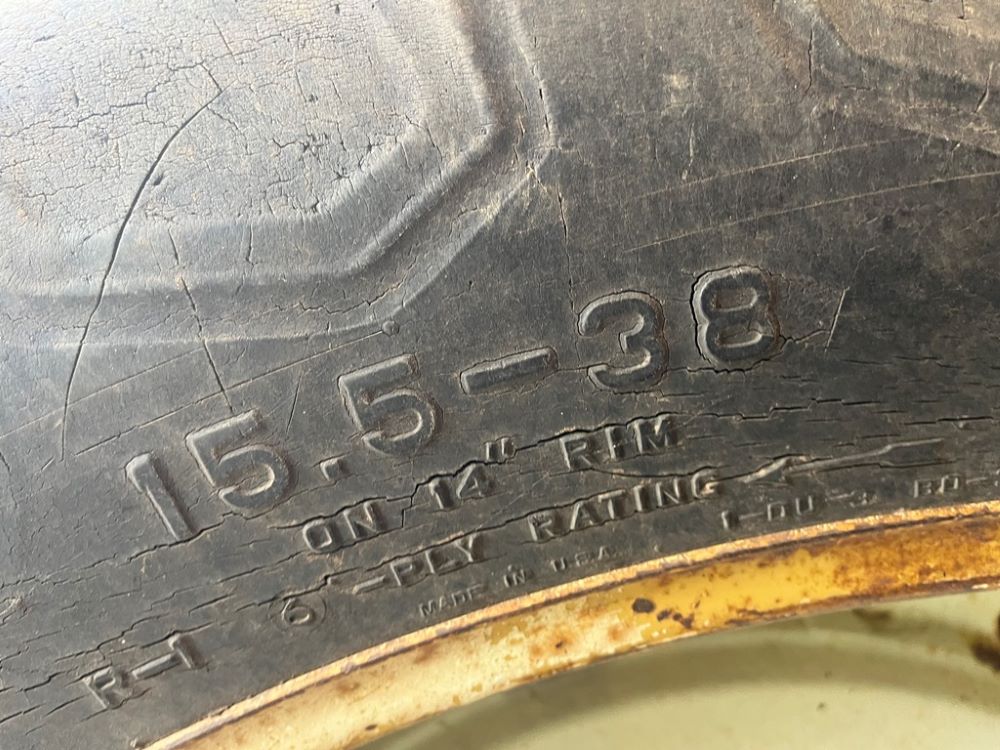 15.5-38
ON 14" RIM
6 -PLY RATING
MADE IN U.S.A.
R-1